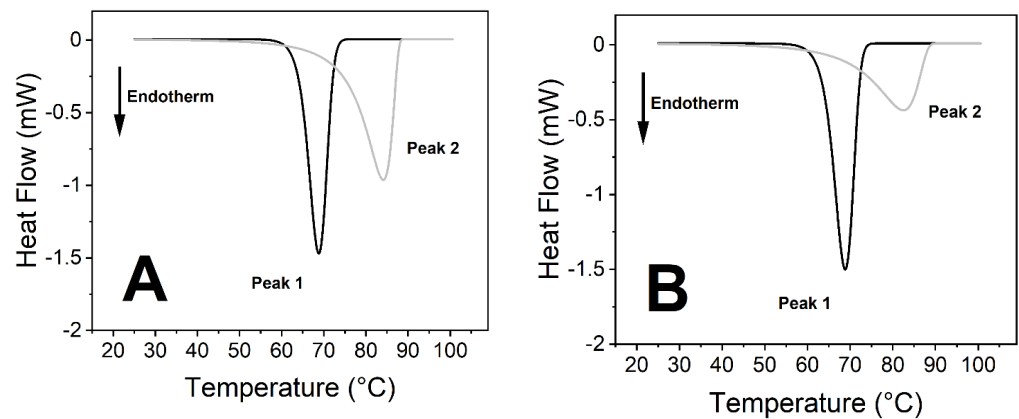 0
-0.5
-1
-1.5
-2
Heat Flow (mW)
Endotherm
Peak 2
Peak 1
A
20 30 40 50 60 70 80 90 100
Temperature (°C)
0
-0.5
-1
-1.5
-2
Heat Flow (mW)
Endotherm
Peak 2
Peak 1
B
20 30 40 50 60 70 80 90 100
Temperature (°C)